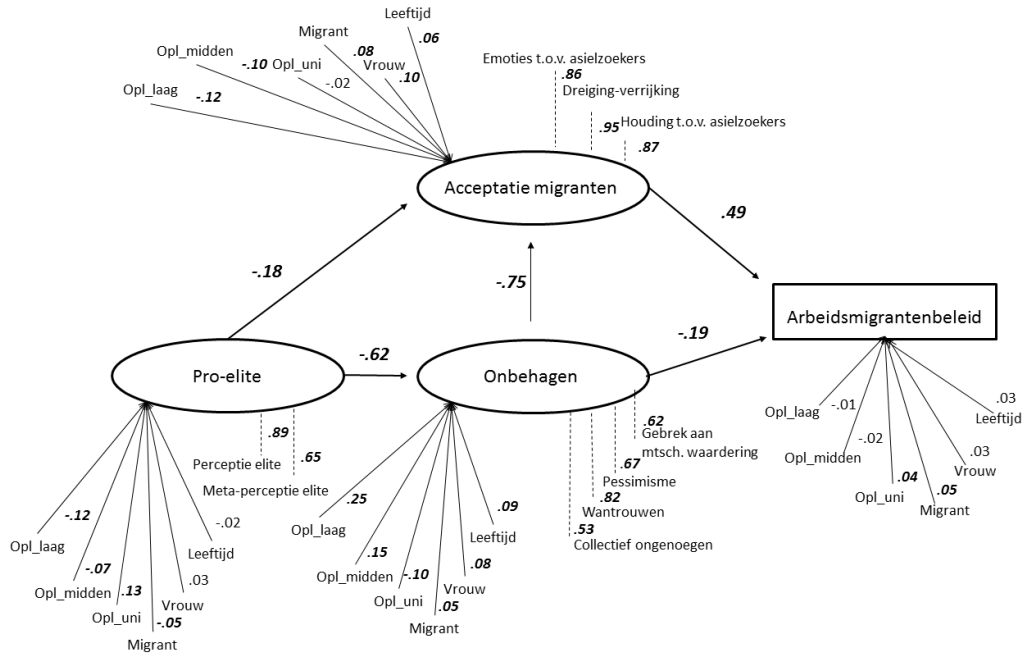 Leeftijd
Migrant
.06
Opl_midden
.08
Vrouw
-.10
Opl_uni
.10
-.02
Opl_laag
-.12
Emoties t.o.v. asielzoekers
.86
Dreiging-verrijking
.95
Houding t.o.v. asielzoekers
.87
Acceptatie migranten
.49
-.18
-.75
Arbeidsmigrantenbeleid
-.19
-.62
Pro-elite
Onbehagen
.89
Perceptie elite
.65
Meta-perceptie elite
.62
Gebrek aan
mtsch. waardering
.67
Pessimisme
.82
Wantrouwen
.53
Collectief ongenoegen
-.12
Opl_laag
-.07
Opl_midden
.13
Opl_uni
-.05
Migrant
.03
Vrouw
-.02
Leeftijd
.25
Opl_laag
.15
Opl_midden
-.10
Opl_uni
.05
Migrant
.08
Vrouw
.09
Leeftijd
-.01
Opl_laag
-.02
Opl_midden
.04
Opl_uni
.05
Migrant
.03
Vrouw
.03
Leeftijd